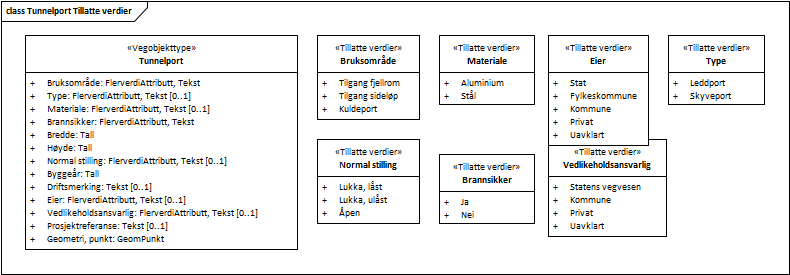 class Tunnelport Tillatte verdier
«Vegobjekttype»
Tunnelport
+ Bruksområde: FlerverdiAttributt, Tekst
+ Type: FlerverdiAttributt, Tekst [0..1]
+ Materiale: FlerverdiAttributt, Tekst [0..1]
+ Brannsikker: FlerverdiAttributt, Tekst
+ Bredde: Tall
+ Høyde: Tall
+ Normal stilling: FlerverdiAttributt, Tekst [0..1]
+ Byggeår: Tall
+ Driftsmerking: Tekst [0..1]
+ Eier: FlerverdiAttributt, Tekst [0..1]
+ Vedlikeholdsansvarlig: FlerverdiAttributt, Tekst [0..1]
+ Prosjektreferanse: Tekst [0..1]
+ Geometri, punkt: GeomPunkt
«Tillatte verdier»
Bruksområde
+ Tilgang fjellrom
+ Tilgang sideløp
+ Kuldeport
«Tillatte verdier»
Materiale
+ Aluminium
+ Stål
«Tillatte verdier»
Eier
+ Stat
+ Fylkeskommune
+ Kommune
+ Privat
+ Uavklart
«Tillatte verdier»
Type
+ Leddport
+ Skyveport
«Tillatte verdier»
Normal stilling
+ Lukka, låst
+ Lukka, ulåst
+ Åpen
«Tillatte verdier»
Brannsikker
+ Ja
+ Nei
«Tillatte verdier»
Vedlikeholdsansvarlig
+ Statens vegvesen
+ Kommune
+ Privat
+ Uavklart